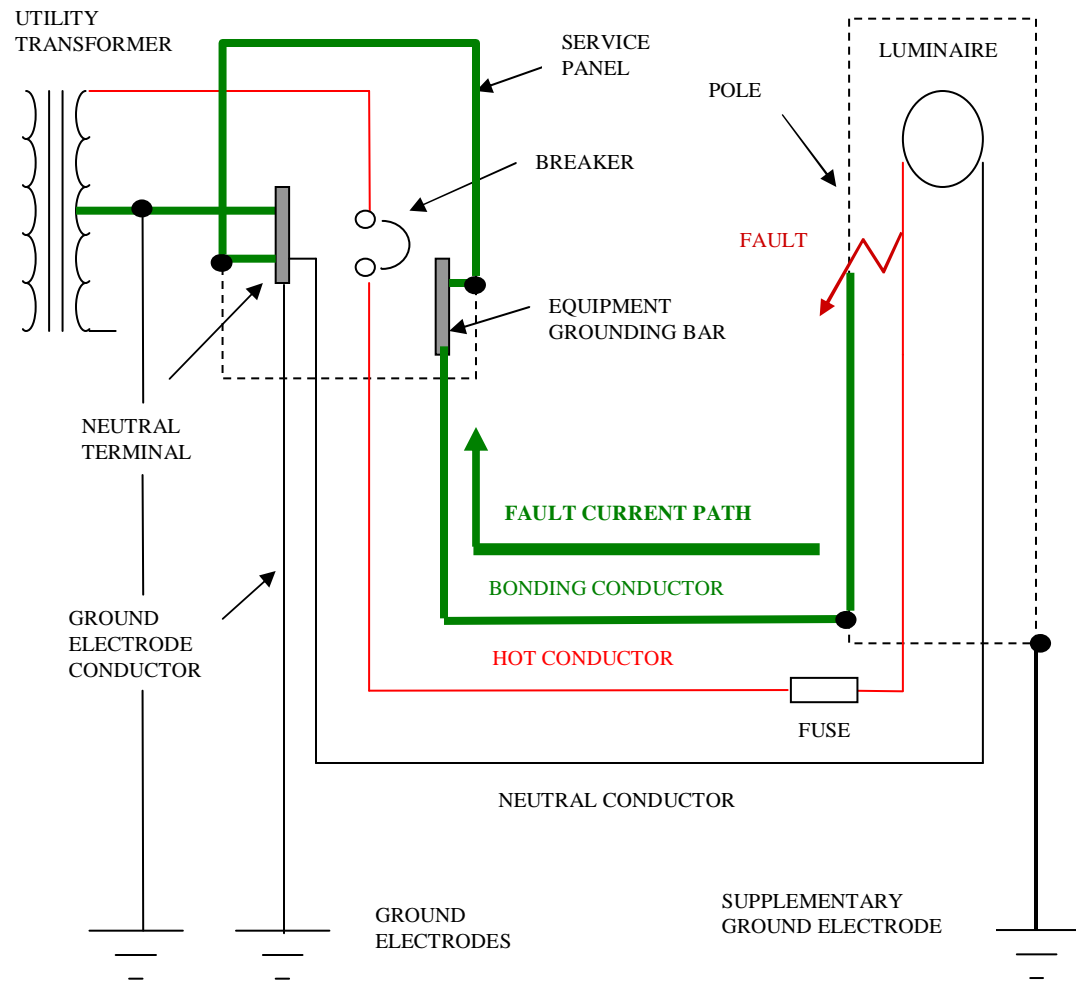 UTILITY
TRANSFORMER
SERVICE
PANEL
LUMINAIRE
POLE
BREAKER
FAULT
EQUIPMENT
GROUNDING BAR
NEUTRAL
TERMINAL
FAULT CURRENT PATH
BONDING CONDUCTOR
GROUND
ELECTRODE
CONDUCTOR
HOT CONDUCTOR
FUSE
NEUTRAL CONDUCTOR
GROUND
ELECTRODES
SUPPLEMENTARY
GROUND ELECTRODE